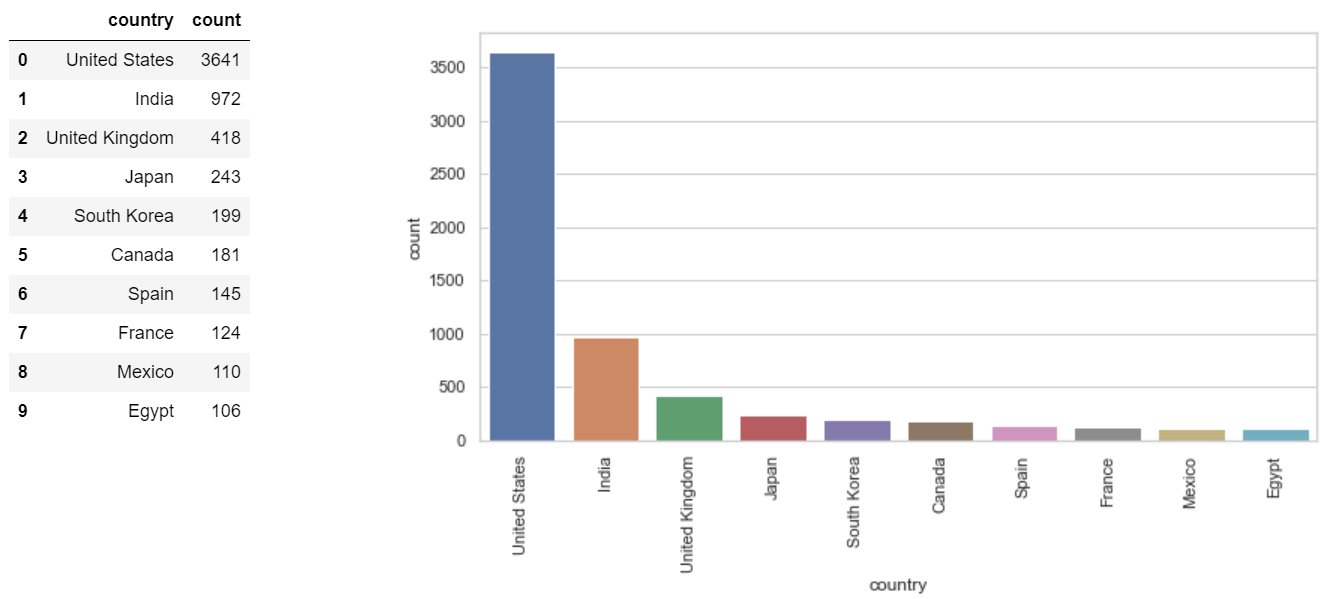 country count
0 United States 3641
1 India 972
2 United Kingdom 418
3 Japan 243
4 South Korea 199
5 Canada 181
6 Spain 145
7 France 124
8 Mexico 110
9 Egypt 106
count
3500
3000
2500
2000
1500
1000
500
0
United States
India
United Kingdom
Japan
South Korea
Canada
Spain
France
Mexico
Egypt
country